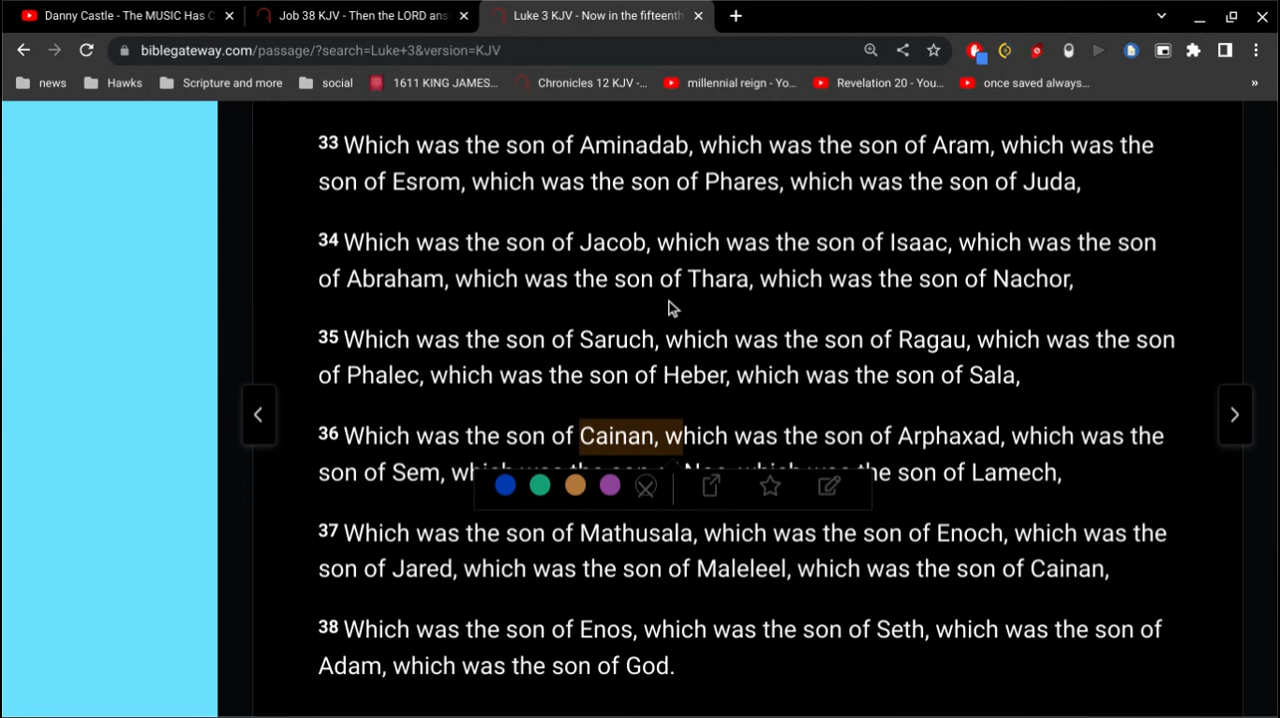 Danny Castle - The MUSIC Has C
Job 38 KJV - Then the LORD ans
Luke 3 KJV - Now in the fifteenth
biblegateway.com/passage/?search=Luke+3&version=KJV
news
Hawks
Scripture and more
social
1611 KING JAMES...
Chronicles 12 KJV -...
millennial reign - Yo...
Revelation 20 - You...
once saved always...
33 Which was the son of Aminadab, which was the son of Aram, which was the
son of Esrom, which was the son of Phares, which was the son of Juda,
34 Which was the son of Jacob, which was the son of Isaac, which was the son
of Abraham, which was the son of Thara, which was the son of Nachor,
35 Which was the son of Saruch, which was the son of Ragau, which was the son
of Phalec, which was the son of Heber, which was the son of Sala,
36 Which was the son of Cainan, which was the son of Arphaxad, which was the
son of Sem, which was the son of Noe, which was the son of Lamech,
37 Which was the son of Mathusala, which was the son of Enoch, which was the
son of Jared, which was the son of Maleleel, which was the son of Cainan,
38 Which was the son of Enos, which was the son of Seth, which was the son of
Adam, which was the son of God.